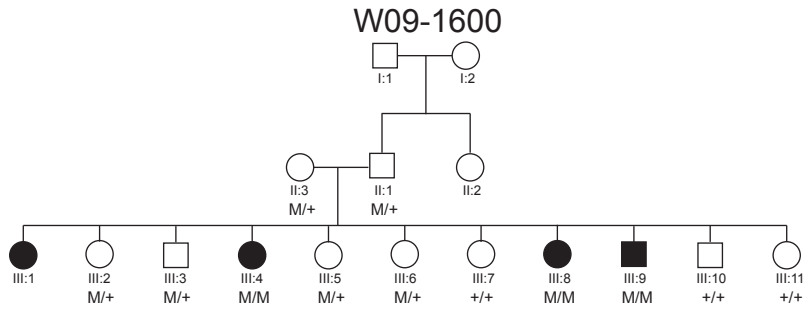 W09-1600
I:1 I:2
II:3 II:1 II:2
M/+ M/+
III:1 III:2 III:3 III:4 III:5 III:6 III:7 III:8 III:9 III:10 III:11
M/+ M/+ M/M M/+ M/+ +/+ M/M M/M +/+ +/+